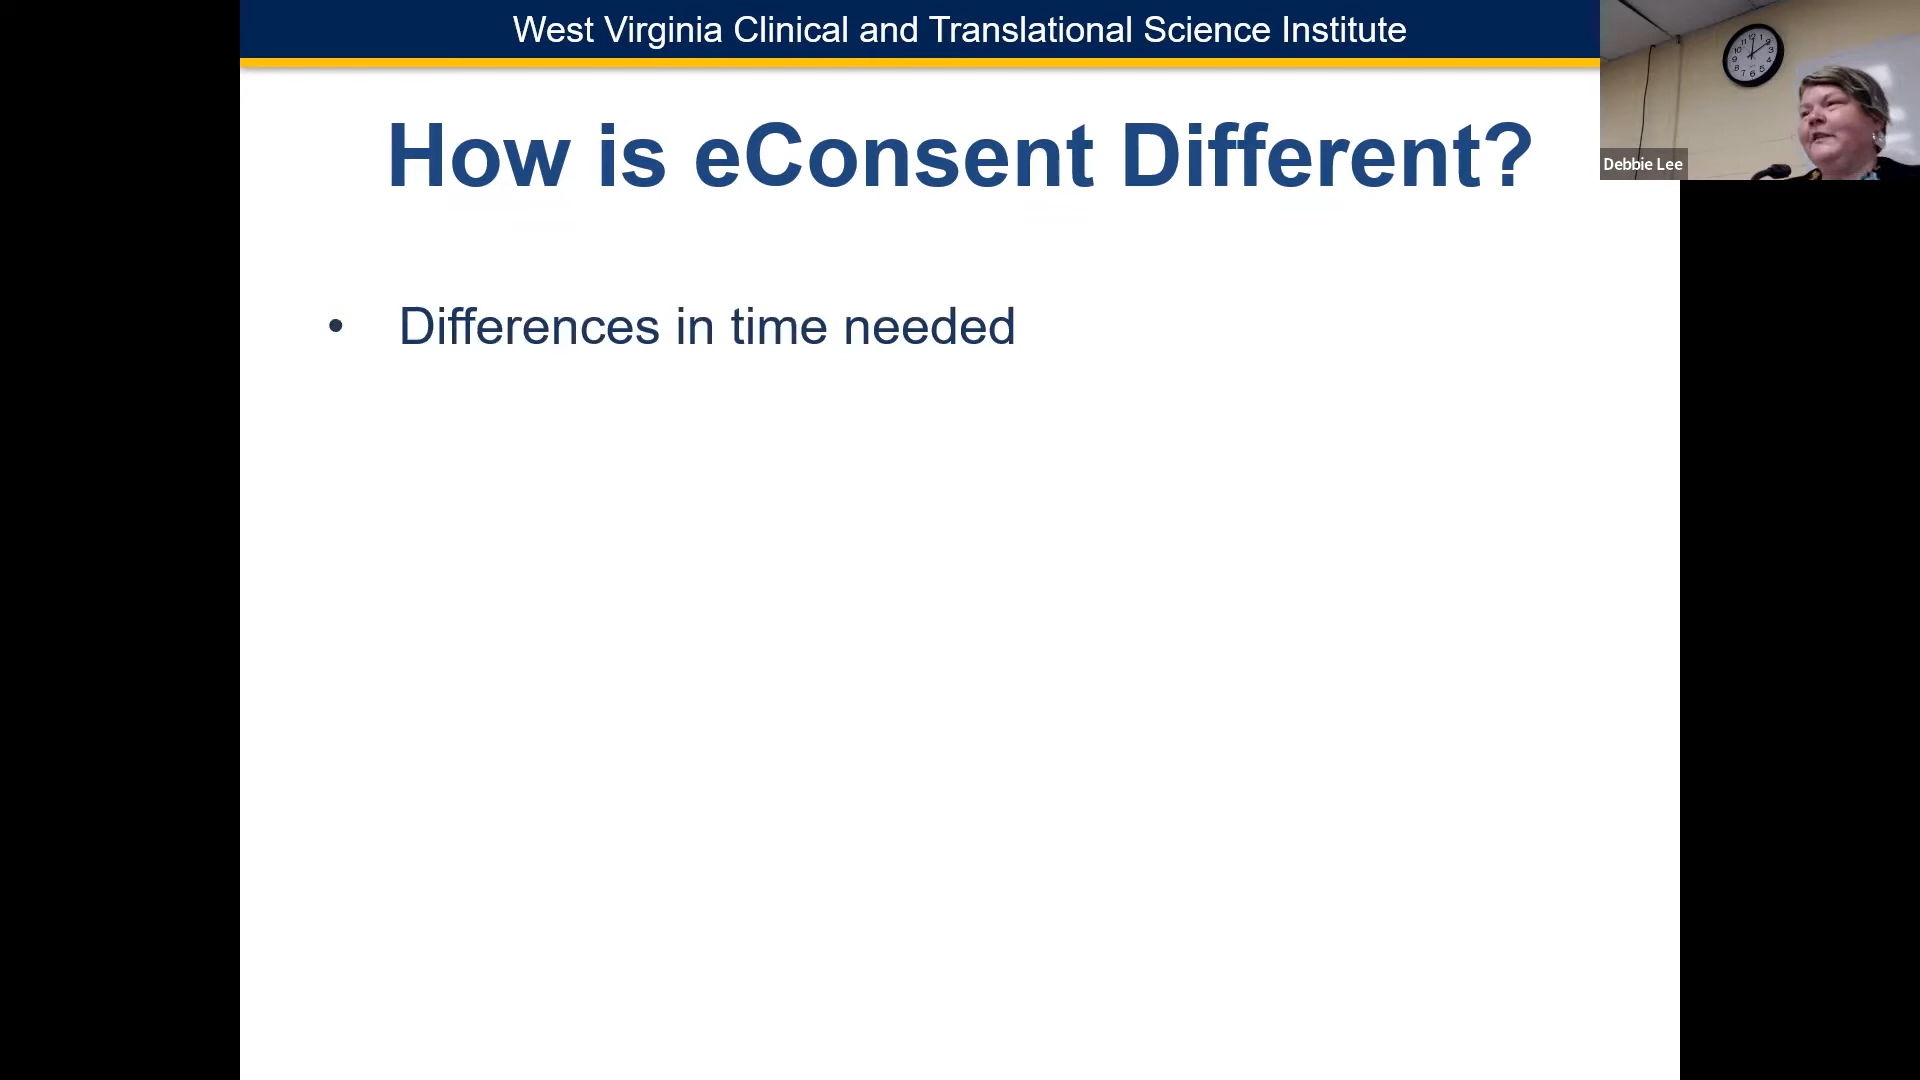 West Virginia Clinical and Translational Science Institute
How is eConsent Different?
• Differences in time needed
Debbie Lee